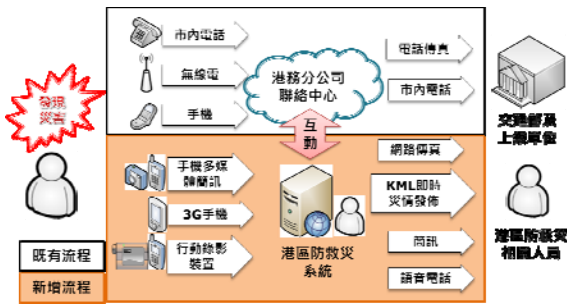 發現
災害
市內電話
無線電
手機
港務分公司
聯絡中心
電話傳真
市內電話
交通部及
上級單位
互
動
手機多媒
體簡訊
3G手機
行動錄影
裝置
港區防救災
系統
網路傳真
KML即時
災情發佈
簡訊
語音電話
港區防救災
相關人員
既有流程
新增流程